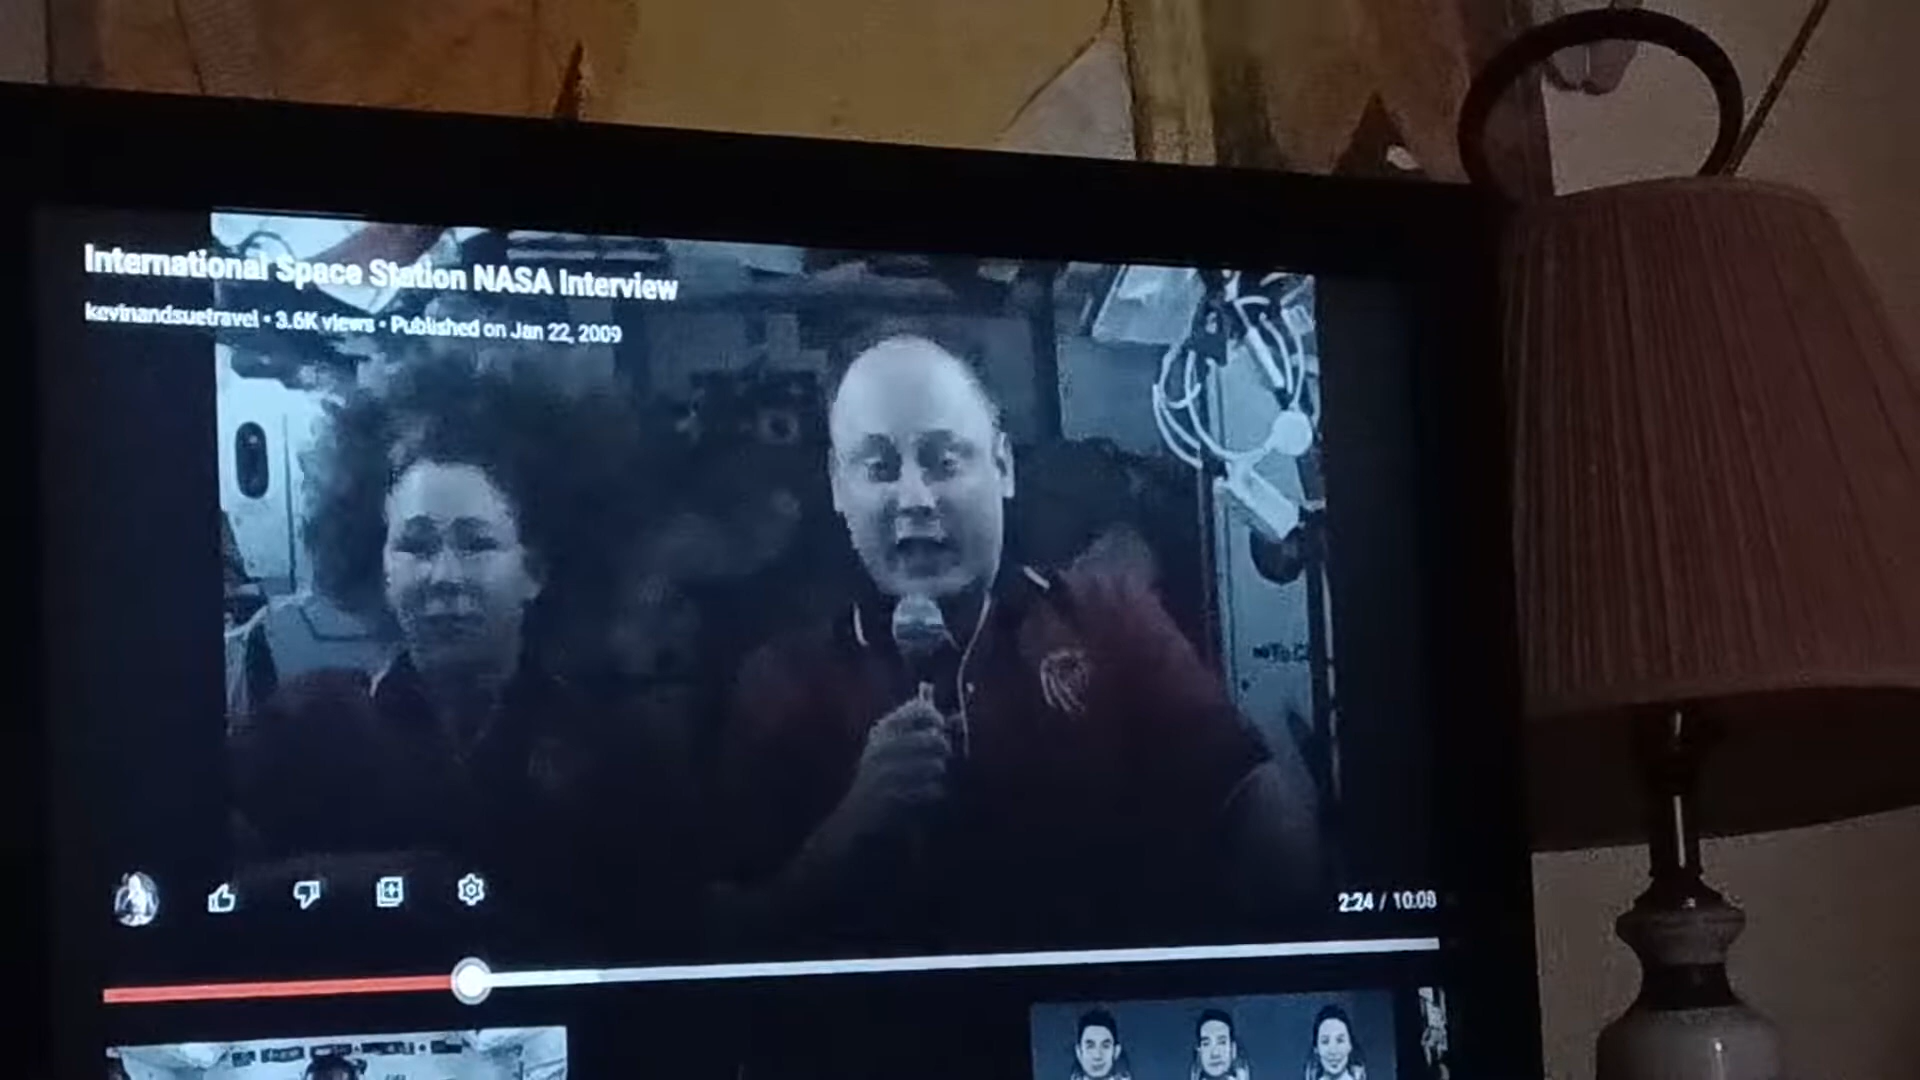 International Space Station NASA Interview
kevinandsuetravel • 3.6K views • Published on Jan 22, 2009
2:24 / 10:08